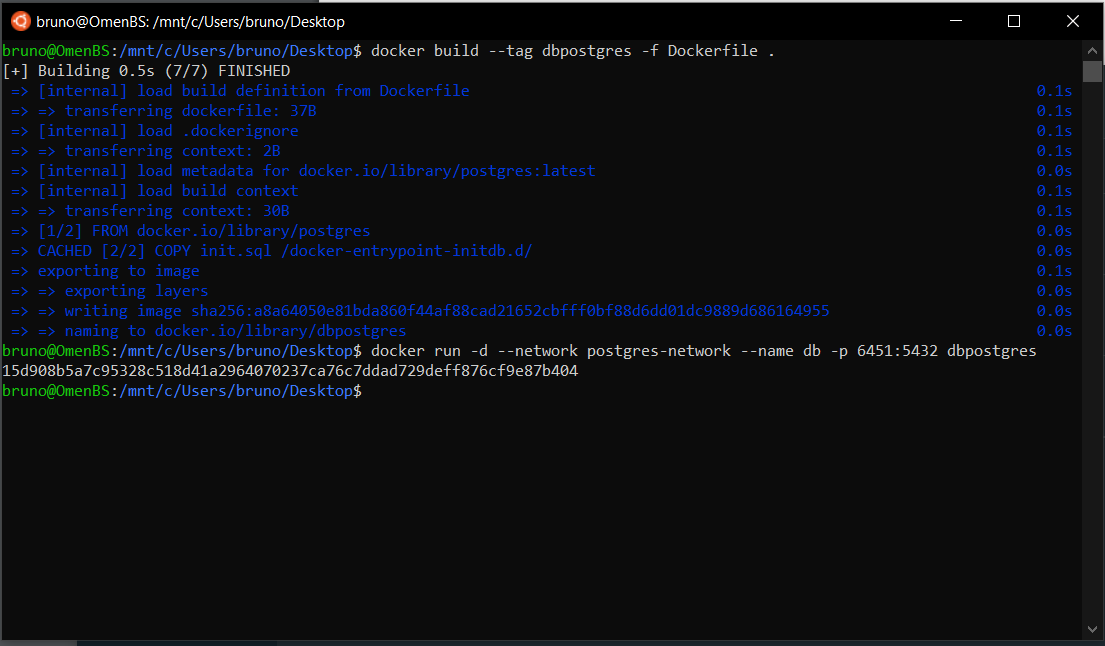 bruno@OmenBS: /mnt/c/Users/bruno/Desktop
bruno@OmenBS:/mnt/c/Users/bruno/Desktop$ docker build --tag dbpostgres -f Dockerfile .
[+] Building 0.5s (7/7) FINISHED
=> [internal] load build definition from Dockerfile 0.1s
=> => transferring dockerfile: 37B 0.1s
=> [internal] load .dockerignore 0.1s
=> => transferring context: 2B 0.1s
=> [internal] load metadata for docker.io/library/postgres:latest 0.0s
=> [internal] load build context 0.1s
=> => transferring context: 30B 0.1s
=> [1/2] FROM docker.io/library/postgres 0.0s
=> CACHED [2/2] COPY init.sql /docker-entrypoint-initdb.d/ 0.0s
=> exporting to image 0.1s
=> => exporting layers 0.0s
=> => writing image sha256:a8a64050e81bda860f44af88cad21652cbfff0bf88d6dd01dc9889d686164955 0.0s
=> => naming to docker.io/library/dbpostgres 0.0s
bruno@OmenBS:/mnt/c/Users/bruno/Desktop$ docker run -d --network postgres-network --name db -p 6451:5432 dbpostgres
15d908b5a7c95328c518d41a2964070237ca76c7ddad729deff876cf9e87b404
bruno@OmenBS:/mnt/c/Users/bruno/Desktop$